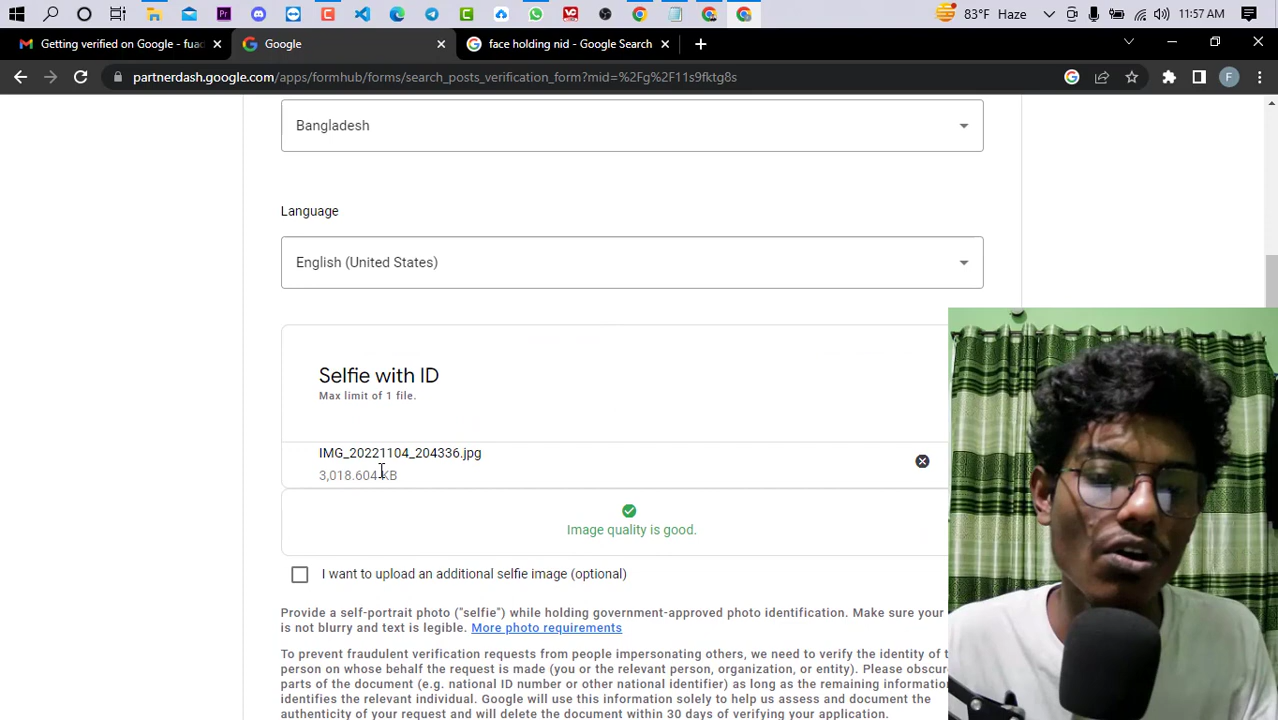 83°F Haze
11:57 AM
Getting verified on Google - fuad
Google
face holding nid - Google Search
partnerdash.google.com/apps/formhub/forms/search_posts_verification_form?mid=%2Fg%2F11s9fktg8s
F
Bangladesh
Language
English (United States)
Selfie with ID
Max limit of 1 file.
IMG_20221104_204336.jpg
3,018.604 KB
Image quality is good.
I want to upload an additional selfie image (optional)
Provide a self-portrait photo ("selfie") while holding government-approved photo identification. Make sure your
is not blurry and text is legible. More photo requirements
To prevent fraudulent verification requests from people impersonating others, we need to verify the identity of
person on whose behalf the request is made (you or the relevant person, organization, or entity). Please obscure
parts of the document (e.g. national ID number or other national identifier) as long as the remaining information
identifies the relevant individual. Google will use this information solely to help us assess and document the
authenticity of your request and will delete the document within 30 days of verifying your application.